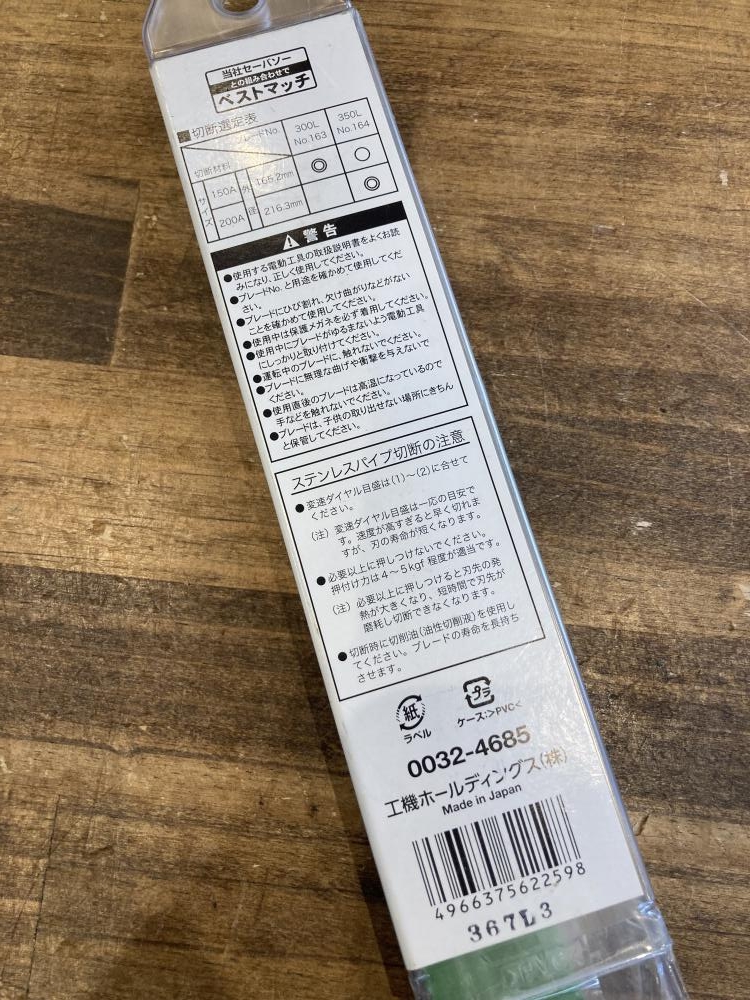 当社セーバソー
との組み合わせで
ベストマッチ
■切断選定表
ブレードNo. 300L No.163 350L No.164
切断材料
サイズ 150A 外径 165.2mm ◎ ○
200A 216.3mm ◎
警告
●使用する電動工具の取扱説明書をよくお読
みになり、正しく使用してください。
●ブレードNo. と用途を確かめて使用してくだ
さい。
●ブレードにひび割れ、欠け曲がりなどがない
ことを確かめて使用してください。
●使用中は保護メガネを必ず着用してください。
●使用中にブレードがゆるまないよう電動工具
にしっかりと取り付けてください。
●運転中のブレードに、触れないでください。
●ブレードに無理な曲げや衝撃を与えないで
ください。
●使用直後のブレードは高温になっているので
手などを触れないでください。
●ブレードは、子供の取り出せない場所にきちん
と保管してください。
ステンレスパイプ切断の注意
●変速ダイヤル目盛は(1)〜(2)に合せて
ください。
(注) 変速ダイヤル目盛は一応の目安で
す。速度が高すぎると早く切れま
すが、刃の寿命が短くなります。
●必要以上に押しつけないでください。
押付け力は4〜5kgf 程度が適当です。
(注) 必要以上に押しつけると刃先の発
熱が大きくなり、短時間で刃先が
磨耗し切断できなくなります。
●切断時に切削油(油性切削液)を使用し
てください。ブレードの寿命を長持ち
させます。
紙 プラ
ラベル ケース:>PVC<
0032-4685
工機ホールディングス(株)
Made in Japan
4966375622598
367L3